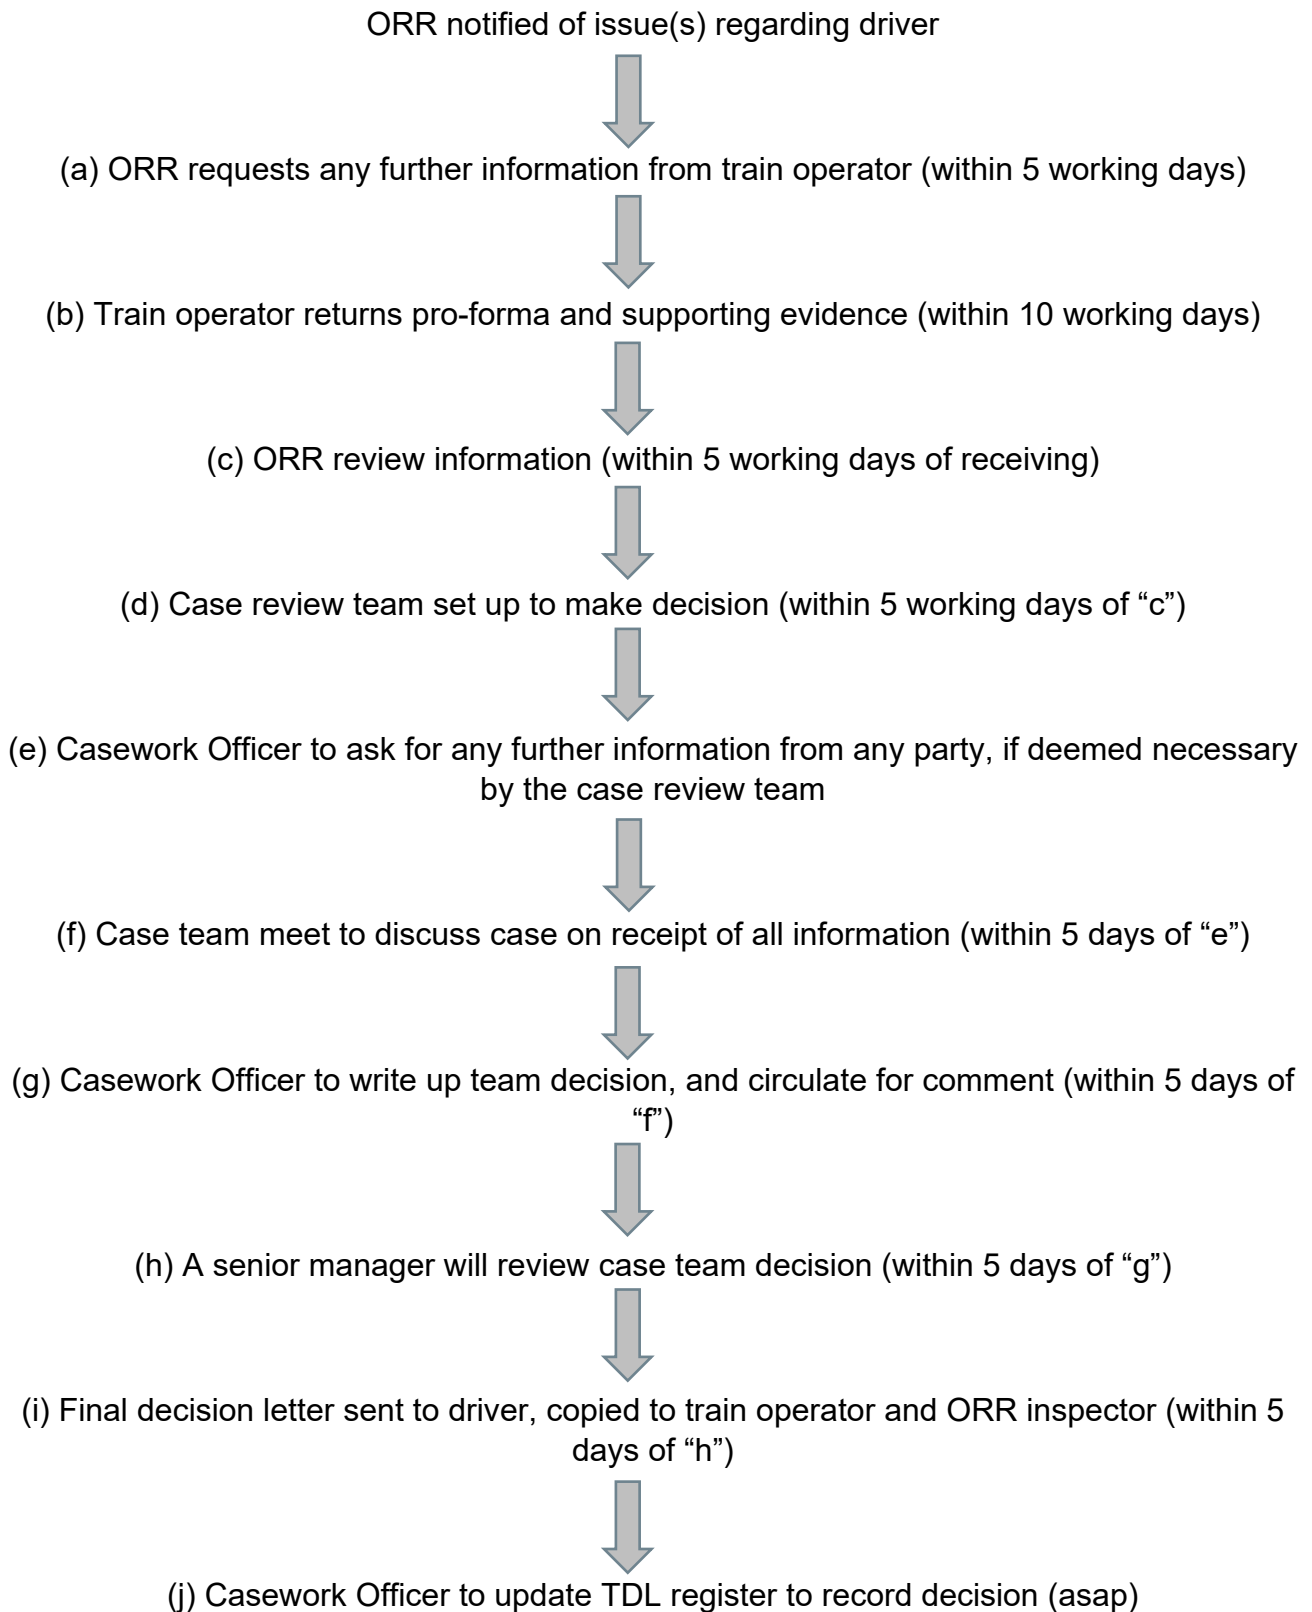 ORR notified of issue(s) regarding driver
(a) ORR requests any further information from train operator (within 5 working days)
(b) Train operator returns pro-forma and supporting evidence (within 10 working days)
(c) ORR review information (within 5 working days of receiving)
(d) Case review team set up to make decision (within 5 working days of “c”)
(e) Casework Officer to ask for any further information from any party, if deemed necessary
by the case review team
(f) Case team meet to discuss case on receipt of all information (within 5 days of “e”)
(g) Casework Officer to write up team decision, and circulate for comment (within 5 days of
“f”)
(h) A senior manager will review case team decision (within 5 days of “g”)
(i) Final decision letter sent to driver, copied to train operator and ORR inspector (within 5
days of “h”)
(j) Casework Officer to update TDL register to record decision (asap)